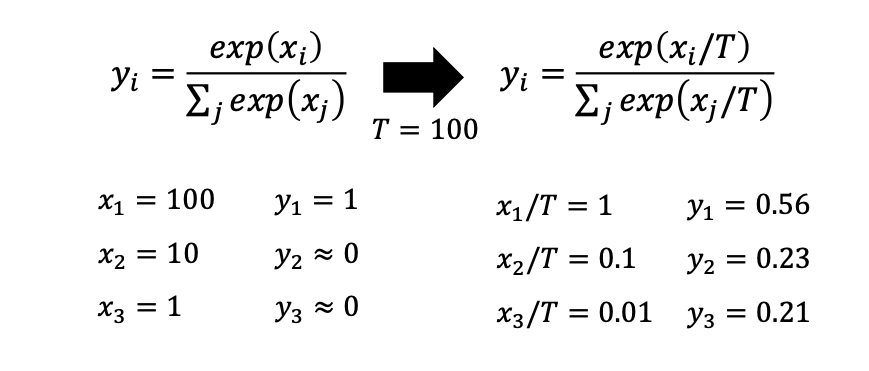 yᵢ = exp(xᵢ) / ∑ⱼ exp(xⱼ)
T = 100
yᵢ = exp(xᵢ/T) / ∑ⱼ exp(xⱼ/T)
x₁ = 100 y₁ = 1 x₁/T = 1 y₁ = 0.56
x₂ = 10 y₂ ≈ 0 x₂/T = 0.1 y₂ = 0.23
x₃ = 1 y₃ ≈ 0 x₃/T = 0.01 y₃ = 0.21